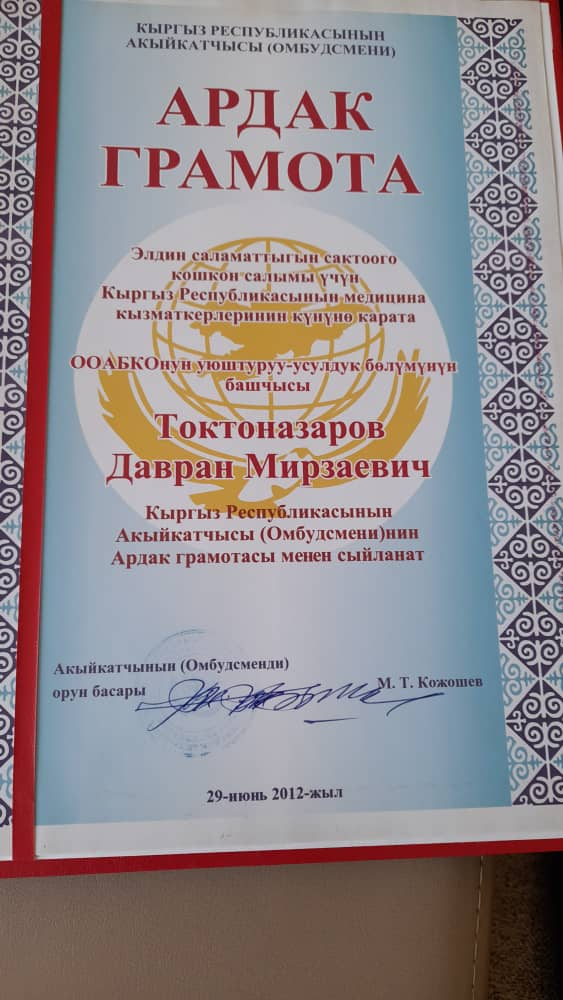 КЫРГЫЗ РЕСПУБЛИКАСЫНЫН
АКЫЙКАТЧЫСЫ (ОМБУДСМЕНИ)
АРДАК
ГРАМОТА
Элдин саламаттыгын сактоого
кошкон салымы үчүн
Кыргыз Республикасынын медицина
кызматкерлеринин күнүнө карата
ООАБКОнун уюштуруу-усулдук бөлүмүнүн
башчысы
Токтоназаров
Давран Мирзаевич
Кыргыз Республикасынын
Акыйкатчысы (Омбудсмени)нин
Ардак грамотасы менен сыйланат
Акыйкатчынын (Омбудсменди)
орун басары
М. Т. Кожошев
29-июнь 2012-жыл